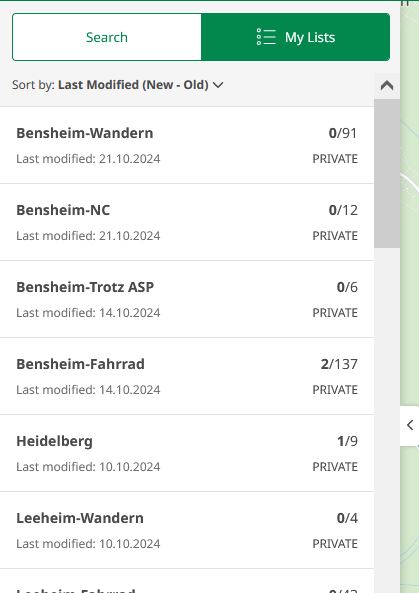 Search
My Lists
Sort by: Last Modified (New - Old)
Bensheim-Wandern 0/91
Last modified: 21.10.2024 PRIVATE
Bensheim-NC 0/12
Last modified: 21.10.2024 PRIVATE
Bensheim-Trotz ASP 0/6
Last modified: 14.10.2024 PRIVATE
Bensheim-Fahrrad 2/137
Last modified: 14.10.2024 PRIVATE
Heidelberg 1/9
Last modified: 10.10.2024 PRIVATE
Leeheim-Wandern 0/4
Last modified: 10.10.2024 PRIVATE
Leeheim-Fahrrad